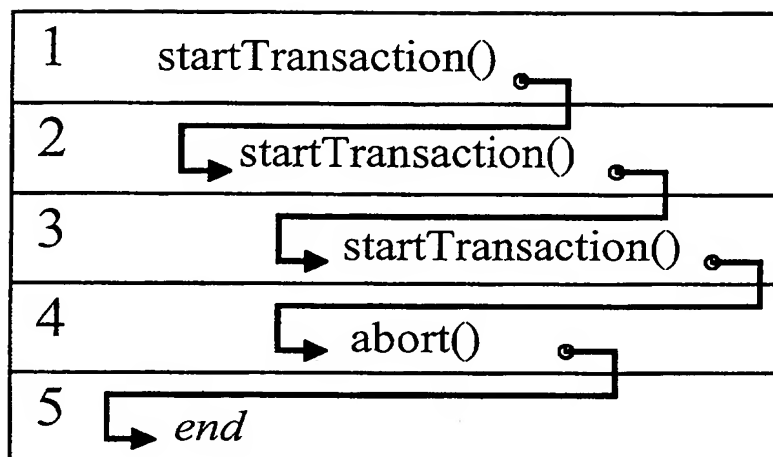 1 startTransaction()
2 startTransaction()
3 startTransaction()
4 abort()
5 end